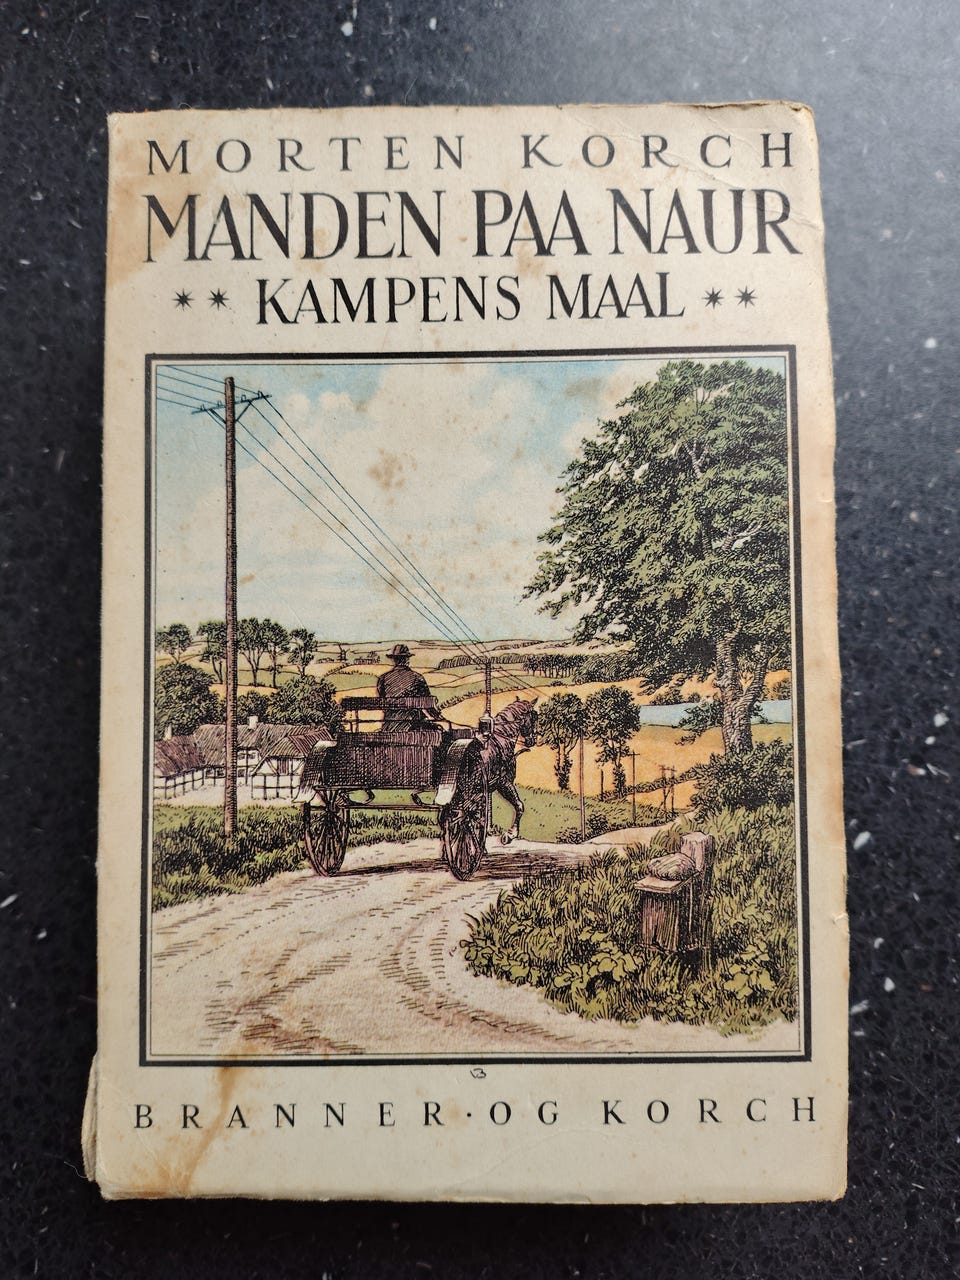 MORTEN KORCH
MANDEN PAA NAUR
** KAMPENS MAAL **
BRANNER · OG KORCH